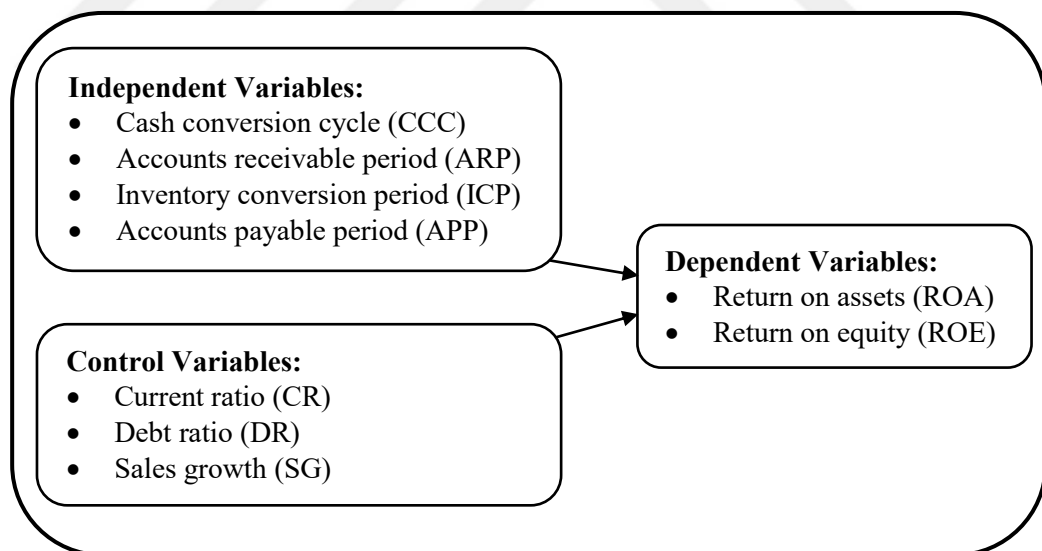 Independent Variables:
• Cash conversion cycle (CCC)
• Accounts receivable period (ARP)
• Inventory conversion period (ICP)
• Accounts payable period (APP)
Dependent Variables:
• Return on assets (ROA)
• Return on equity (ROE)
Control Variables:
• Current ratio (CR)
• Debt ratio (DR)
• Sales growth (SG)